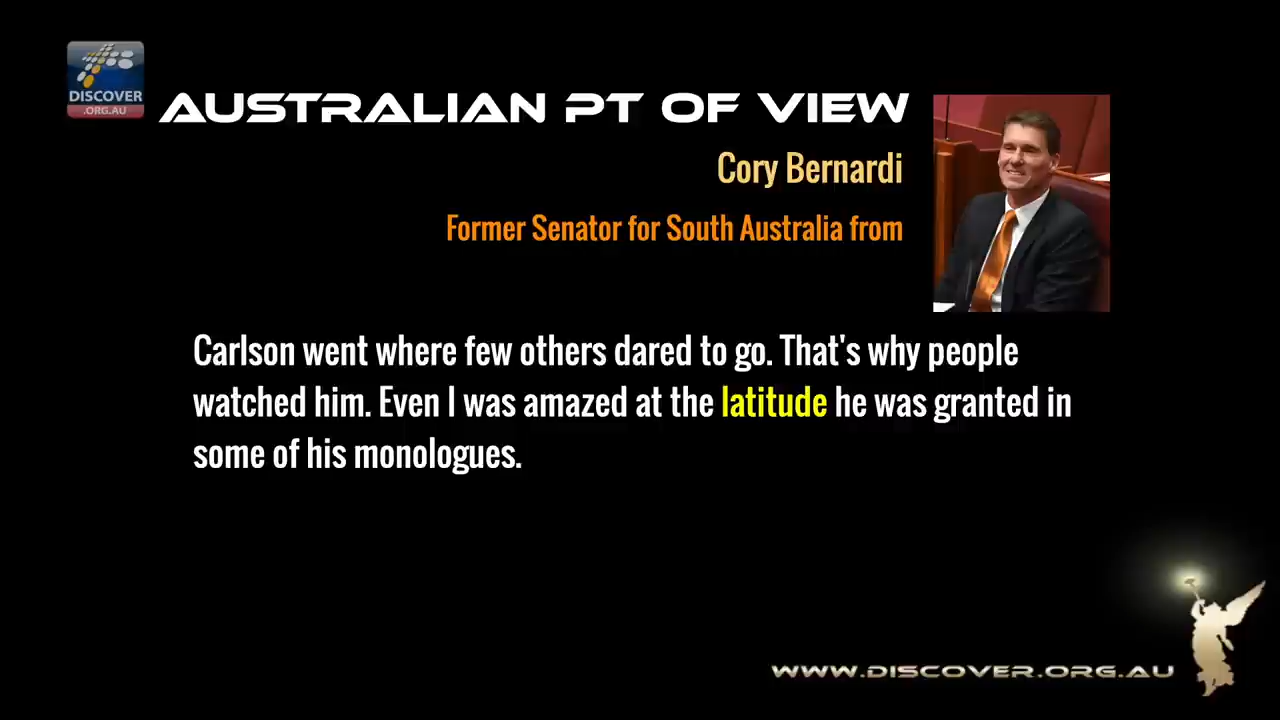 DISCOVER
.ORG.AU
AUSTRALIAN PT OF VIEW
Cory Bernardi
Former Senator for South Australia from
Carlson went where few others dared to go. That's why people
watched him. Even I was amazed at the latitude he was granted in
some of his monologues.
WWW.DISCOVER.ORG.AU